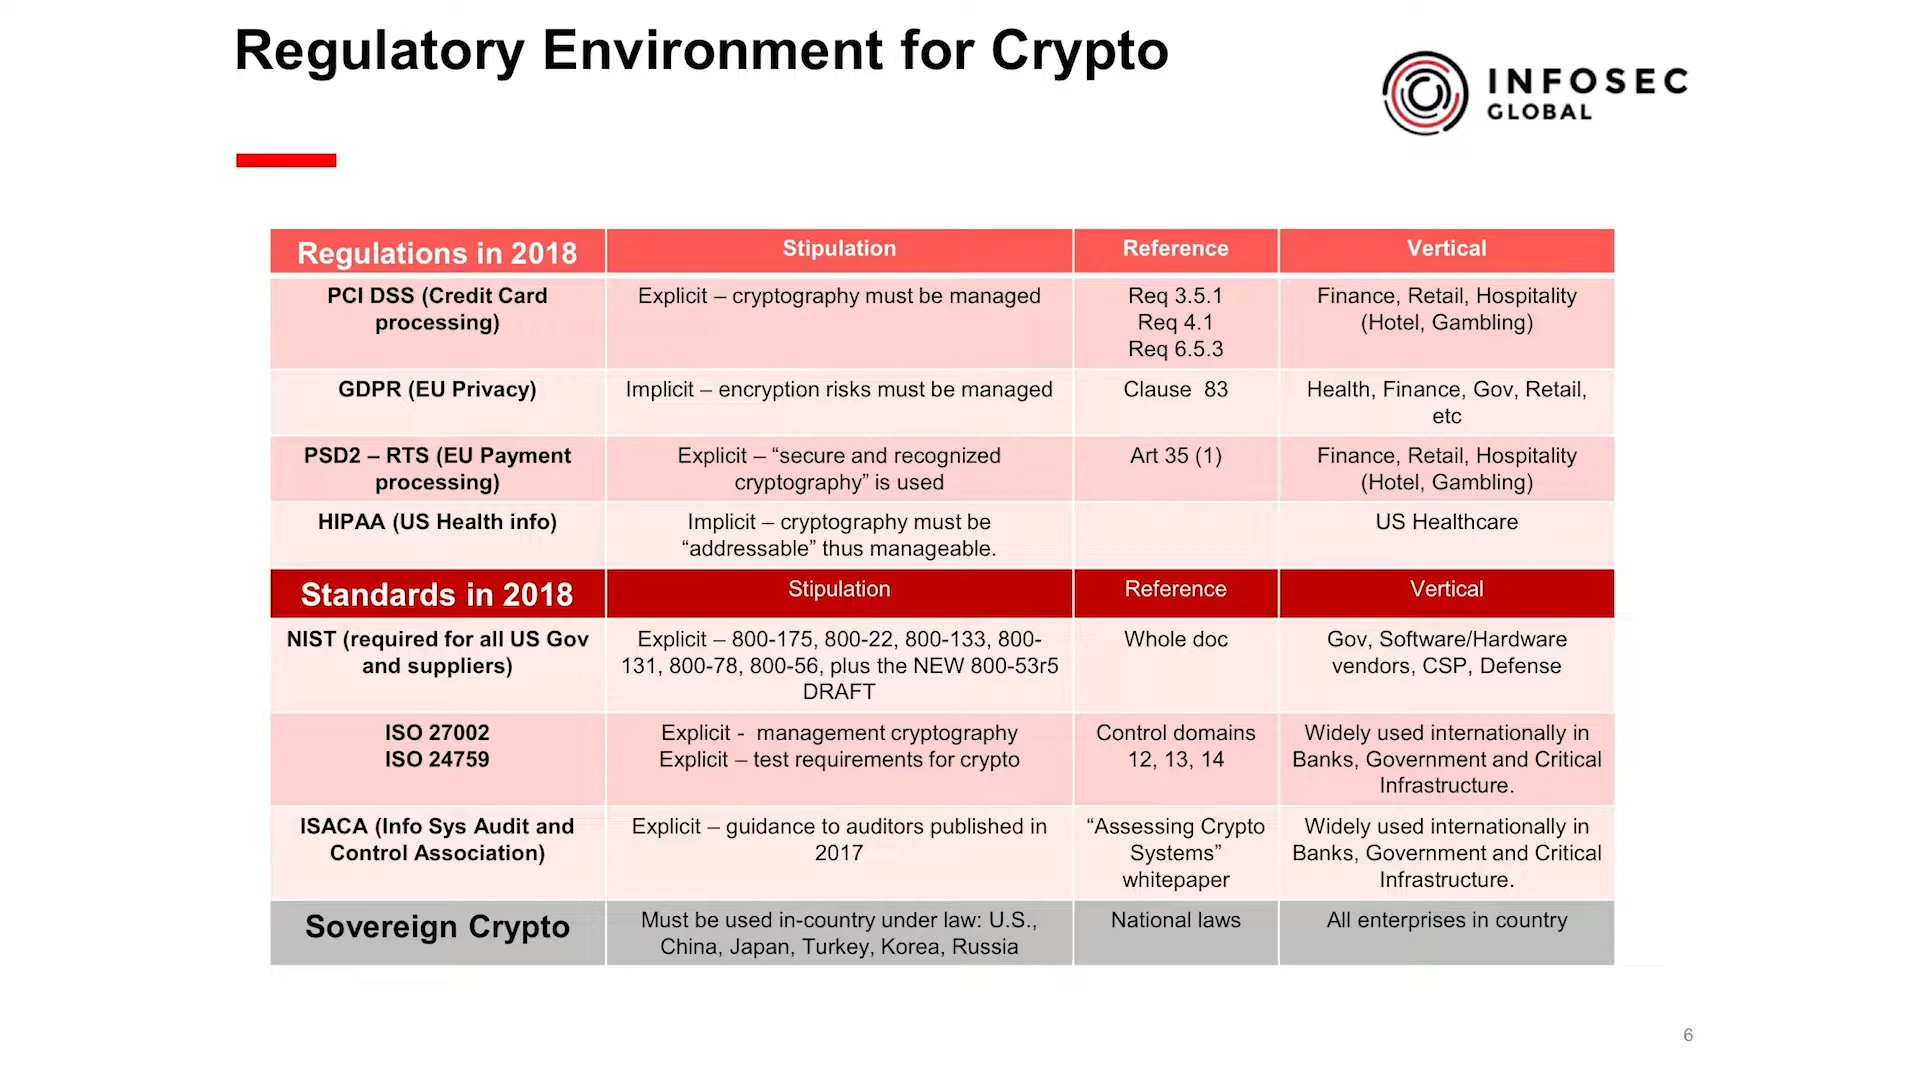 Regulatory Environment for Crypto
INFOSEC
GLOBAL
Regulations in 2018
Stipulation
Reference
Vertical
PCI DSS (Credit Card
processing)
Explicit – cryptography must be managed
Req 3.5.1
Req 4.1
Req 6.5.3
Finance, Retail, Hospitality
(Hotel, Gambling)
GDPR (EU Privacy)
Implicit – encryption risks must be managed
Clause 83
Health, Finance, Gov, Retail,
etc
PSD2 – RTS (EU Payment
processing)
Explicit – “secure and recognized
cryptography” is used
Art 35 (1)
Finance, Retail, Hospitality
(Hotel, Gambling)
HIPAA (US Health info)
Implicit – cryptography must be
“addressable” thus manageable.
US Healthcare
Standards in 2018
Stipulation
Reference
Vertical
NIST (required for all US Gov
and suppliers)
Explicit – 800-175, 800-22, 800-133, 800-
131, 800-78, 800-56, plus the NEW 800-53r5
DRAFT
Whole doc
Gov, Software/Hardware
vendors, CSP, Defense
ISO 27002
ISO 24759
Explicit - management cryptography
Explicit – test requirements for crypto
Control domains
12, 13, 14
Widely used internationally in
Banks, Government and Critical
Infrastructure.
ISACA (Info Sys Audit and
Control Association)
Explicit – guidance to auditors published in
2017
“Assessing Crypto
Systems”
whitepaper
Widely used internationally in
Banks, Government and Critical
Infrastructure.
Sovereign Crypto
Must be used in-country under law: U.S.,
China, Japan, Turkey, Korea, Russia
National laws
All enterprises in country
6